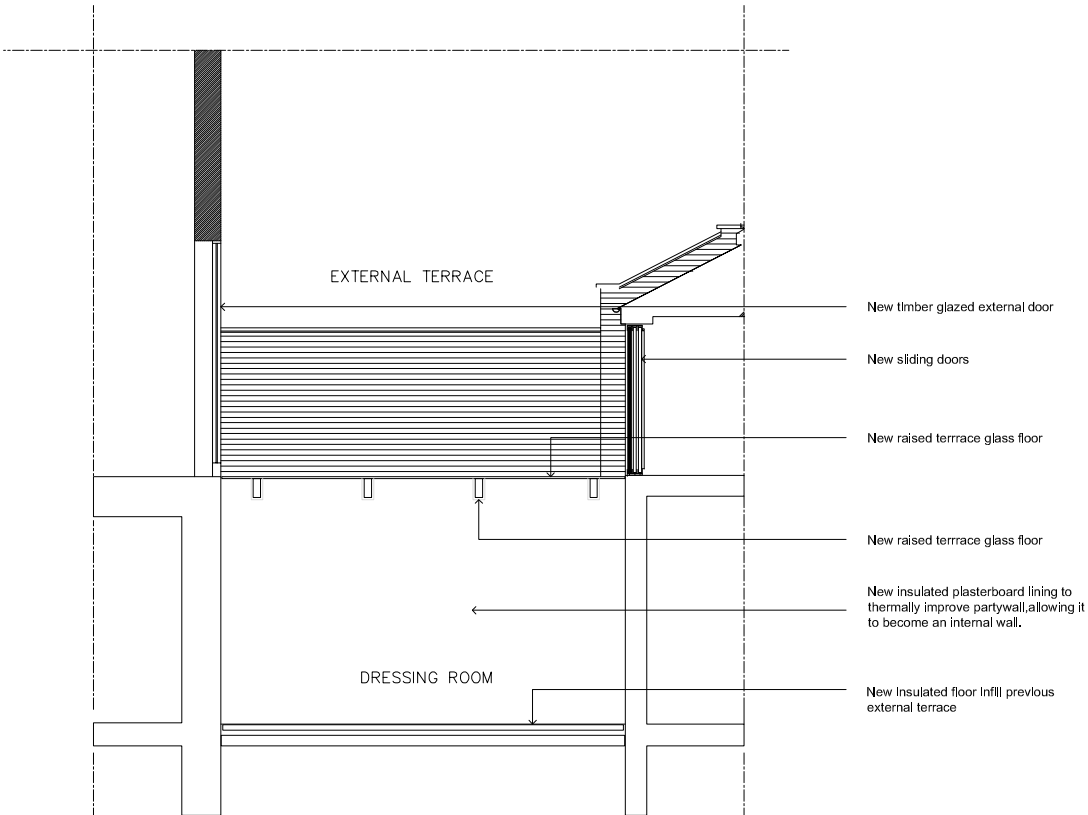 EXTERNAL TERRACE
New timber glazed external door
New sliding doors
New raised terrrace glass floor
New raised terrrace glass floor
New insulated plasterboard lining to
thermally improve partywall,allowing it
to become an internal wall.
DRESSING ROOM
New Insulated floor Infill previous
external terrace